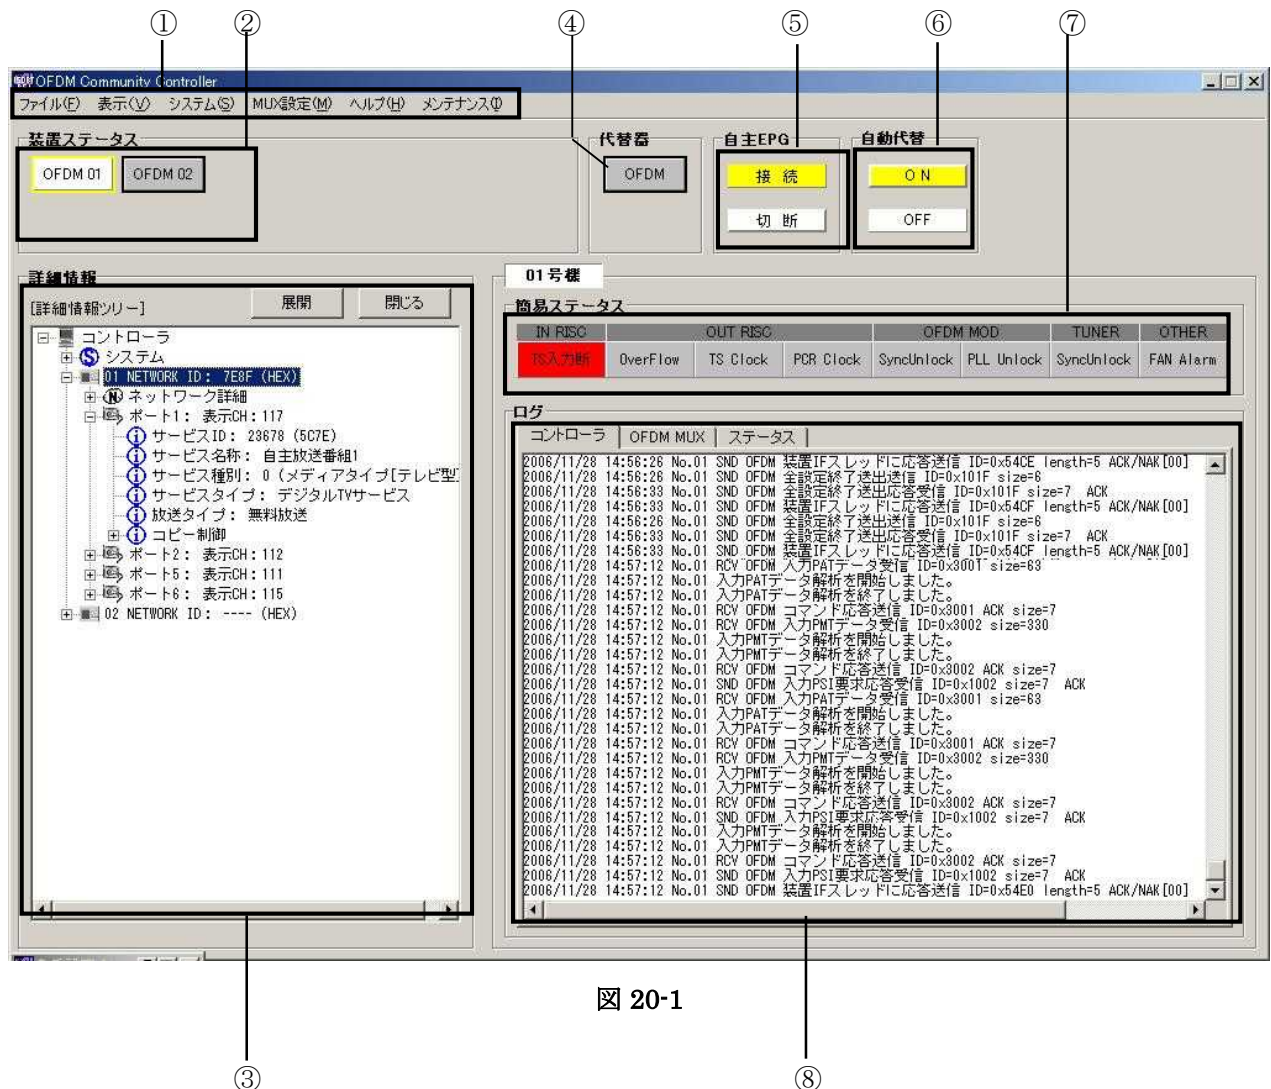 ① ② ④ ⑤ ⑥ ⑦
OFDM Community Controller
ファイル(F) 表示(V) システム(S) MUX設定(M) ヘルプ(H) メンテナンス(I)
装置ステータス
OFDM 01 OFDM 02
代替器
OFDM
自主EPG
接 続
切 断
自動代替
O N
OFF
詳細情報
[詳細情報ツリー] 展開 閉じる
コントローラ
システム
01 NETWORK ID: 7E8F (HEX)
ネットワーク詳細
ポート1: 表示CH:117
サービスID: 23678 (5C7E)
サービス名称: 自主放送番組1
サービス種別: 0 (メディアタイプ[テレビ型]
サービスタイプ: デジタルTVサービス
放送タイプ: 無料放送
コピー制御
ポート2: 表示CH:112
ポート5: 表示CH:111
ポート6: 表示CH:115
02 NETWORK ID: ---- (HEX)
01号機
簡易ステータス
IN RISC OUT RISC OFDM MOD TUNER OTHER
TS入力断 OverFlow TS Clock PCR Clock SyncUnlock PLL Unlock SyncUnlock FAN Alarm
ログ
コントローラ OFDM MUX ステータス
2006/11/28 14:56:26 No.01 SND OFDM 装置IFスレッドに応答送信 ID=0x54CE length=5 ACK/NAK[00]
2006/11/28 14:56:26 No.01 SND OFDM 全設定終了送出送信 ID=0x101F size=6
2006/11/28 14:56:33 No.01 SND OFDM 全設定終了送出応答受信 ID=0x101F size=7 ACK
2006/11/28 14:56:33 No.01 SND OFDM 装置IFスレッドに応答送信 ID=0x54CF length=5 ACK/NAK[00]
2006/11/28 14:56:26 No.01 SND OFDM 全設定終了送出送信 ID=0x101F size=6
2006/11/28 14:56:33 No.01 SND OFDM 全設定終了送出応答受信 ID=0x101F size=7 ACK
2006/11/28 14:56:33 No.01 SND OFDM 装置IFスレッドに応答送信 ID=0x54CF length=5 ACK/NAK[00]
2006/11/28 14:57:12 No.01 RCV OFDM 入力PATデータ受信 ID=0x3001 size=63
2006/11/28 14:57:12 No.01 入力PATデータ解析を開始しました。
2006/11/28 14:57:12 No.01 入力PATデータ解析を終了しました。
2006/11/28 14:57:12 No.01 RCV OFDM コマンド応答送信 ID=0x3001 ACK size=7
2006/11/28 14:57:12 No.01 RCV OFDM 入力PMTデータ受信 ID=0x3002 size=330
2006/11/28 14:57:12 No.01 入力PMTデータ解析を開始しました。
2006/11/28 14:57:12 No.01 入力PMTデータ解析を終了しました。
2006/11/28 14:57:12 No.01 RCV OFDM コマンド応答送信 ID=0x3002 ACK size=7
2006/11/28 14:57:12 No.01 SND OFDM 入力PSI要求応答受信 ID=0x1002 size=7 ACK
2006/11/28 14:57:12 No.01 RCV OFDM 入力PATデータ受信 ID=0x3001 size=63
2006/11/28 14:57:12 No.01 入力PATデータ解析を開始しました。
2006/11/28 14:57:12 No.01 入力PATデータ解析を終了しました。
2006/11/28 14:57:12 No.01 RCV OFDM コマンド応答送信 ID=0x3001 ACK size=7
2006/11/28 14:57:12 No.01 RCV OFDM 入力PMTデータ受信 ID=0x3002 size=330
2006/11/28 14:57:12 No.01 入力PMTデータ解析を開始しました。
2006/11/28 14:57:12 No.01 入力PMTデータ解析を終了しました。
2006/11/28 14:57:12 No.01 RCV OFDM コマンド応答送信 ID=0x3002 ACK size=7
2006/11/28 14:57:12 No.01 SND OFDM 入力PSI要求応答受信 ID=0x1002 size=7 ACK
2006/11/28 14:57:12 No.01 入力PMTデータ解析を開始しました。
2006/11/28 14:57:12 No.01 入力PMTデータ解析を終了しました。
2006/11/28 14:57:12 No.01 RCV OFDM コマンド応答送信 ID=0x3002 ACK size=7
2006/11/28 14:57:12 No.01 SND OFDM 入力PSI要求応答受信 ID=0x1002 size=7 ACK
2006/11/28 14:57:12 No.01 SND OFDM 装置IFスレッドに応答送信 ID=0x54E0 length=5 ACK/NAK[00]
図 20-1
③ ⑧